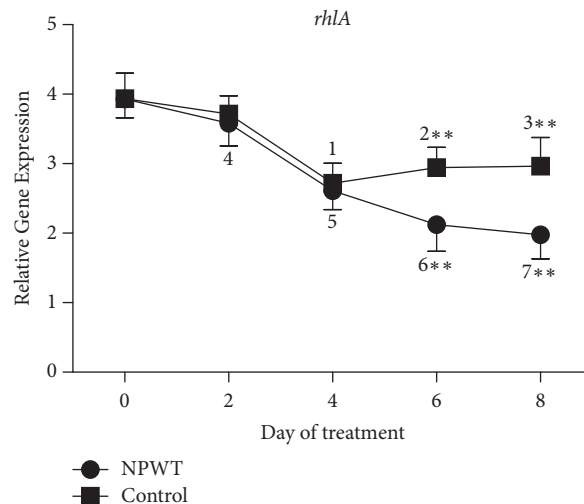 rhlA
Relative Gene Expression
5
4
3
2
1
0
1
2**
3**
4
5
6**
7**
0 2 4 6 8
Day of treatment
NPWT
Control